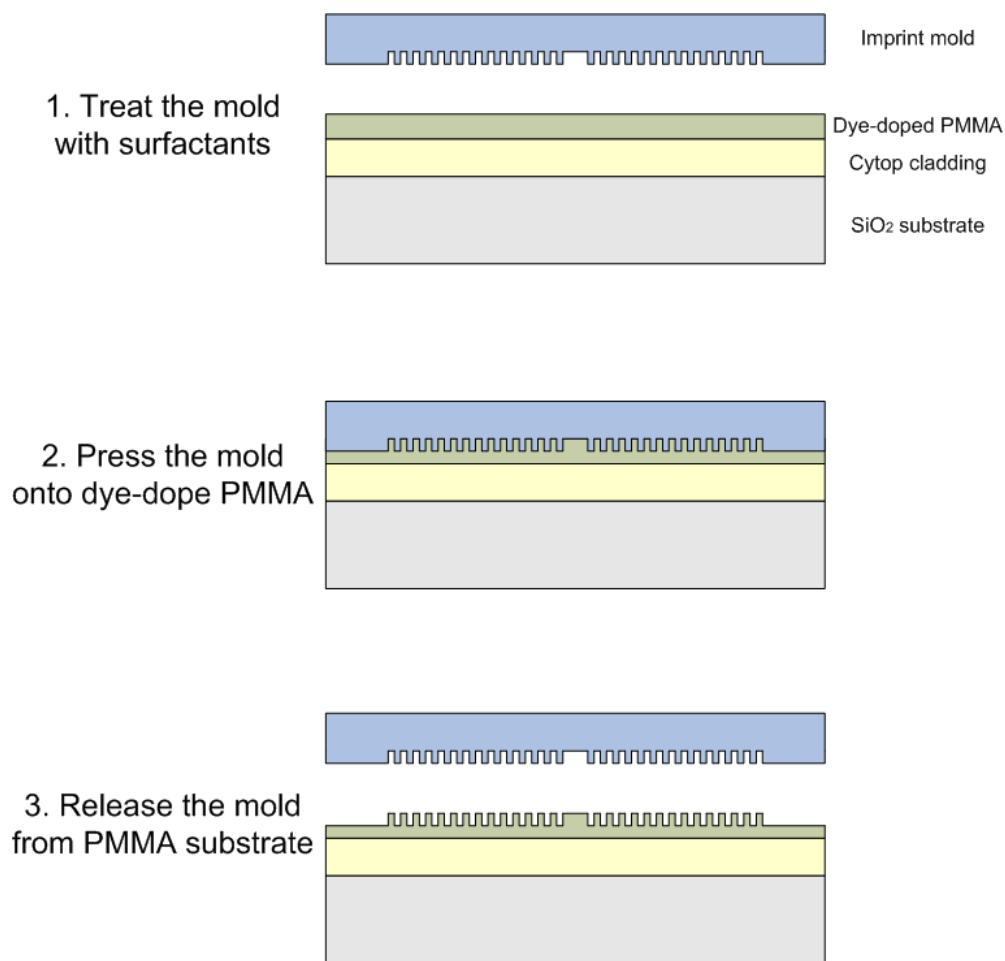 Imprint mold
1. Treat the mold
with surfactants
Dye-doped PMMA
Cytop cladding
SiO₂ substrate
2. Press the mold
onto dye-dope PMMA
3. Release the mold
from PMMA substrate